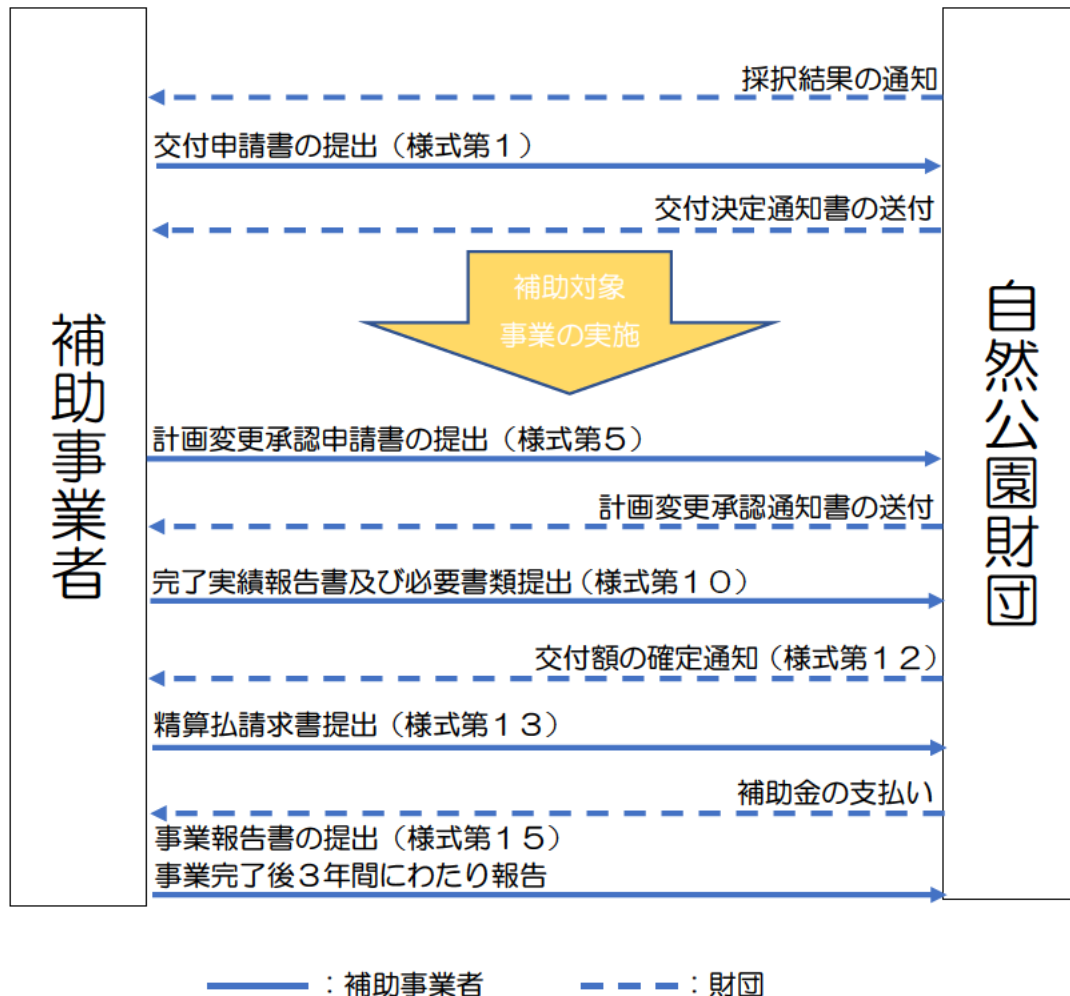 採択結果の通知
交付申請書の提出（様式第１）
交付決定通知書の送付
補助対象
事業の実施
補助事業者
自然公園財団
計画変更承認申請書の提出（様式第５）
計画変更承認通知書の送付
完了実績報告書及び必要書類提出（様式第１０）
交付額の確定通知（様式第１２）
精算払請求書提出（様式第１３）
補助金の支払い
事業報告書の提出（様式第１５）
事業完了後３年間にわたり報告
：補助事業者
：財団